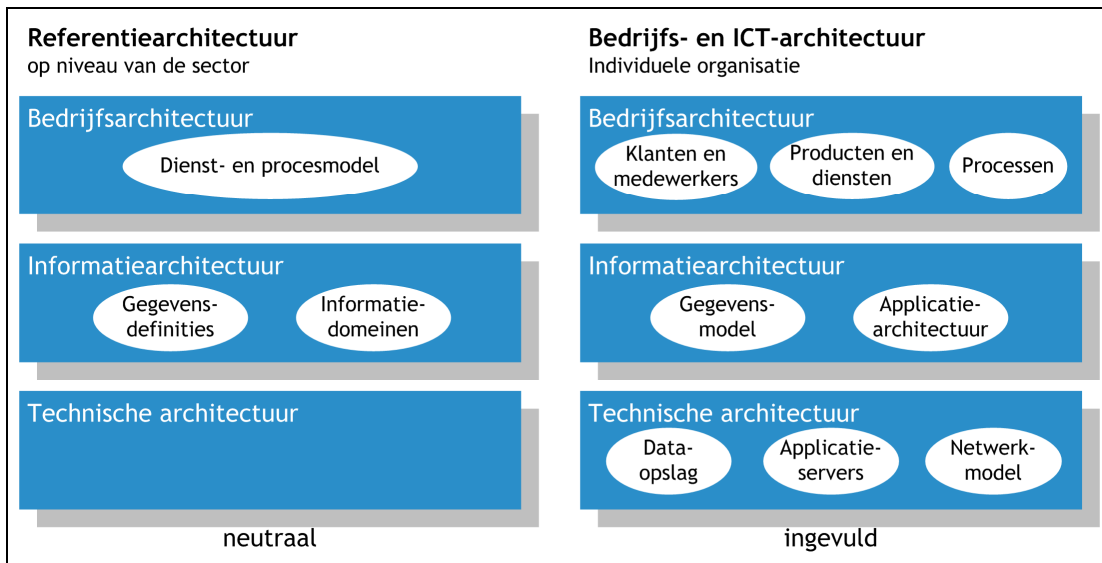 Referentiearchitectuur
op niveau van de sector
Bedrijfsarchitectuur
Dienst- en procesmodel
Informatiearchitectuur
Gegevens-
definities
Informatie-
domeinen
Technische architectuur
neutraal
Bedrijfs- en ICT-architectuur
Individuele organisatie
Bedrijfsarchitectuur
Klanten en
medewerkers
Producten en
diensten
Processen
Informatiearchitectuur
Gegevens-
model
Applicatie-
architectuur
Technische architectuur
Data-
opslag
Applicatie-
servers
Netwerk-
model
ingevuld